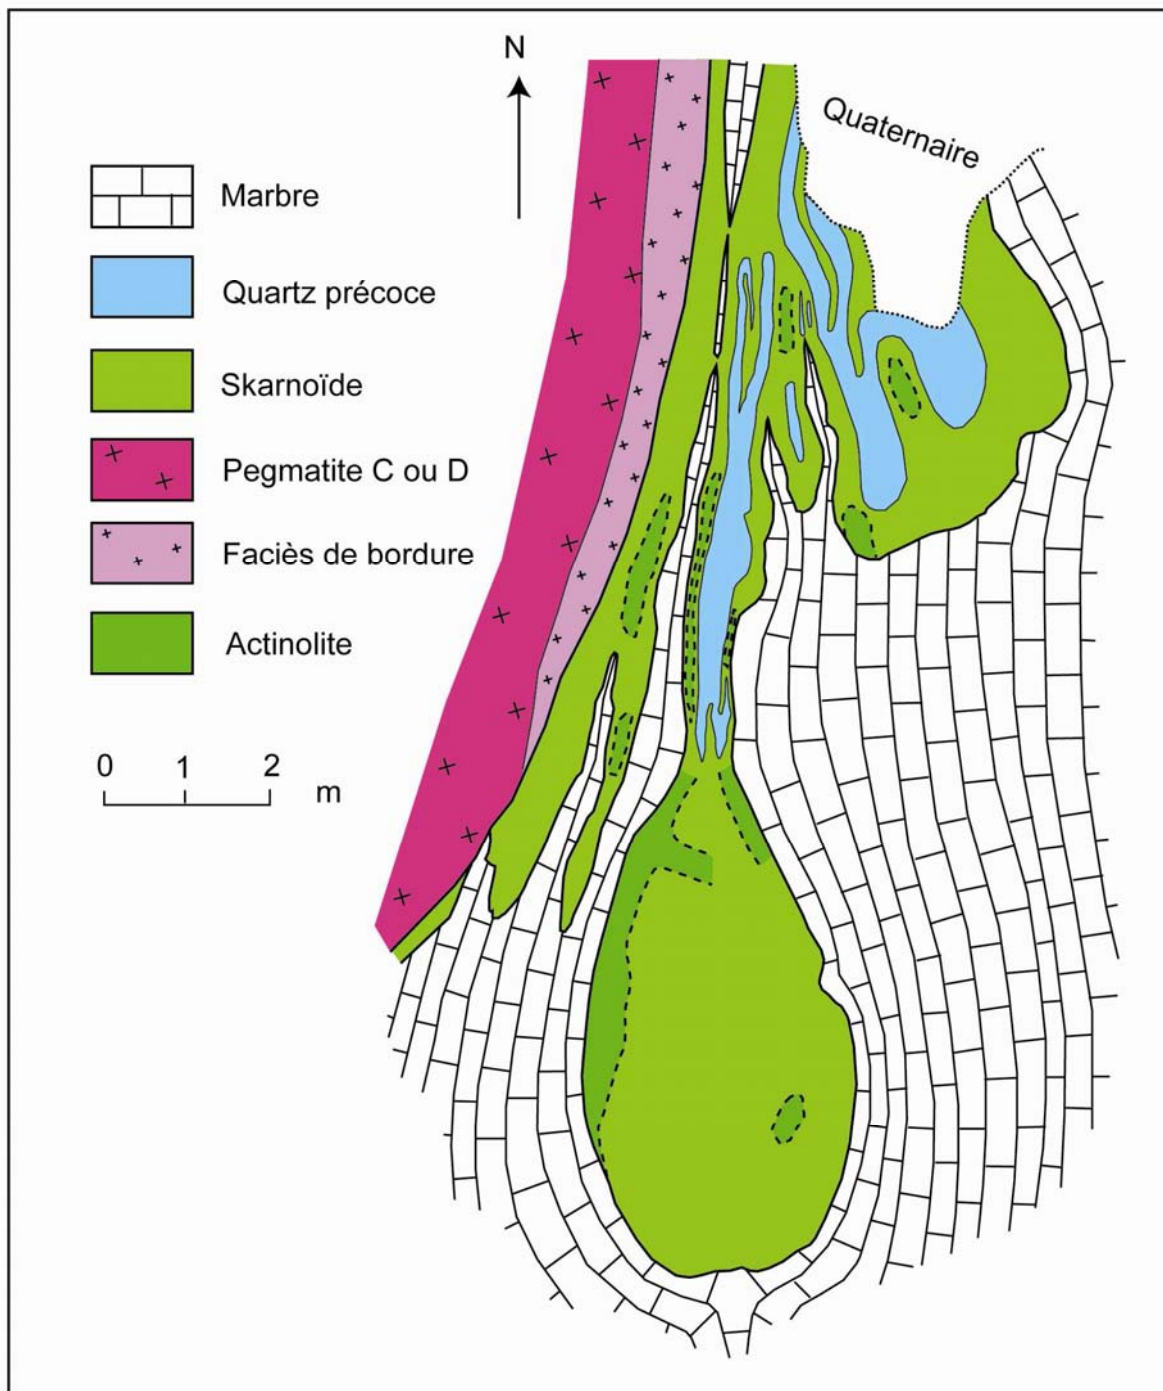 N
Quaternaire
Marbre
Quartz précoce
Skarnoïde
Pegmatite C ou D
Faciès de bordure
Actinolite
0 1 2
m